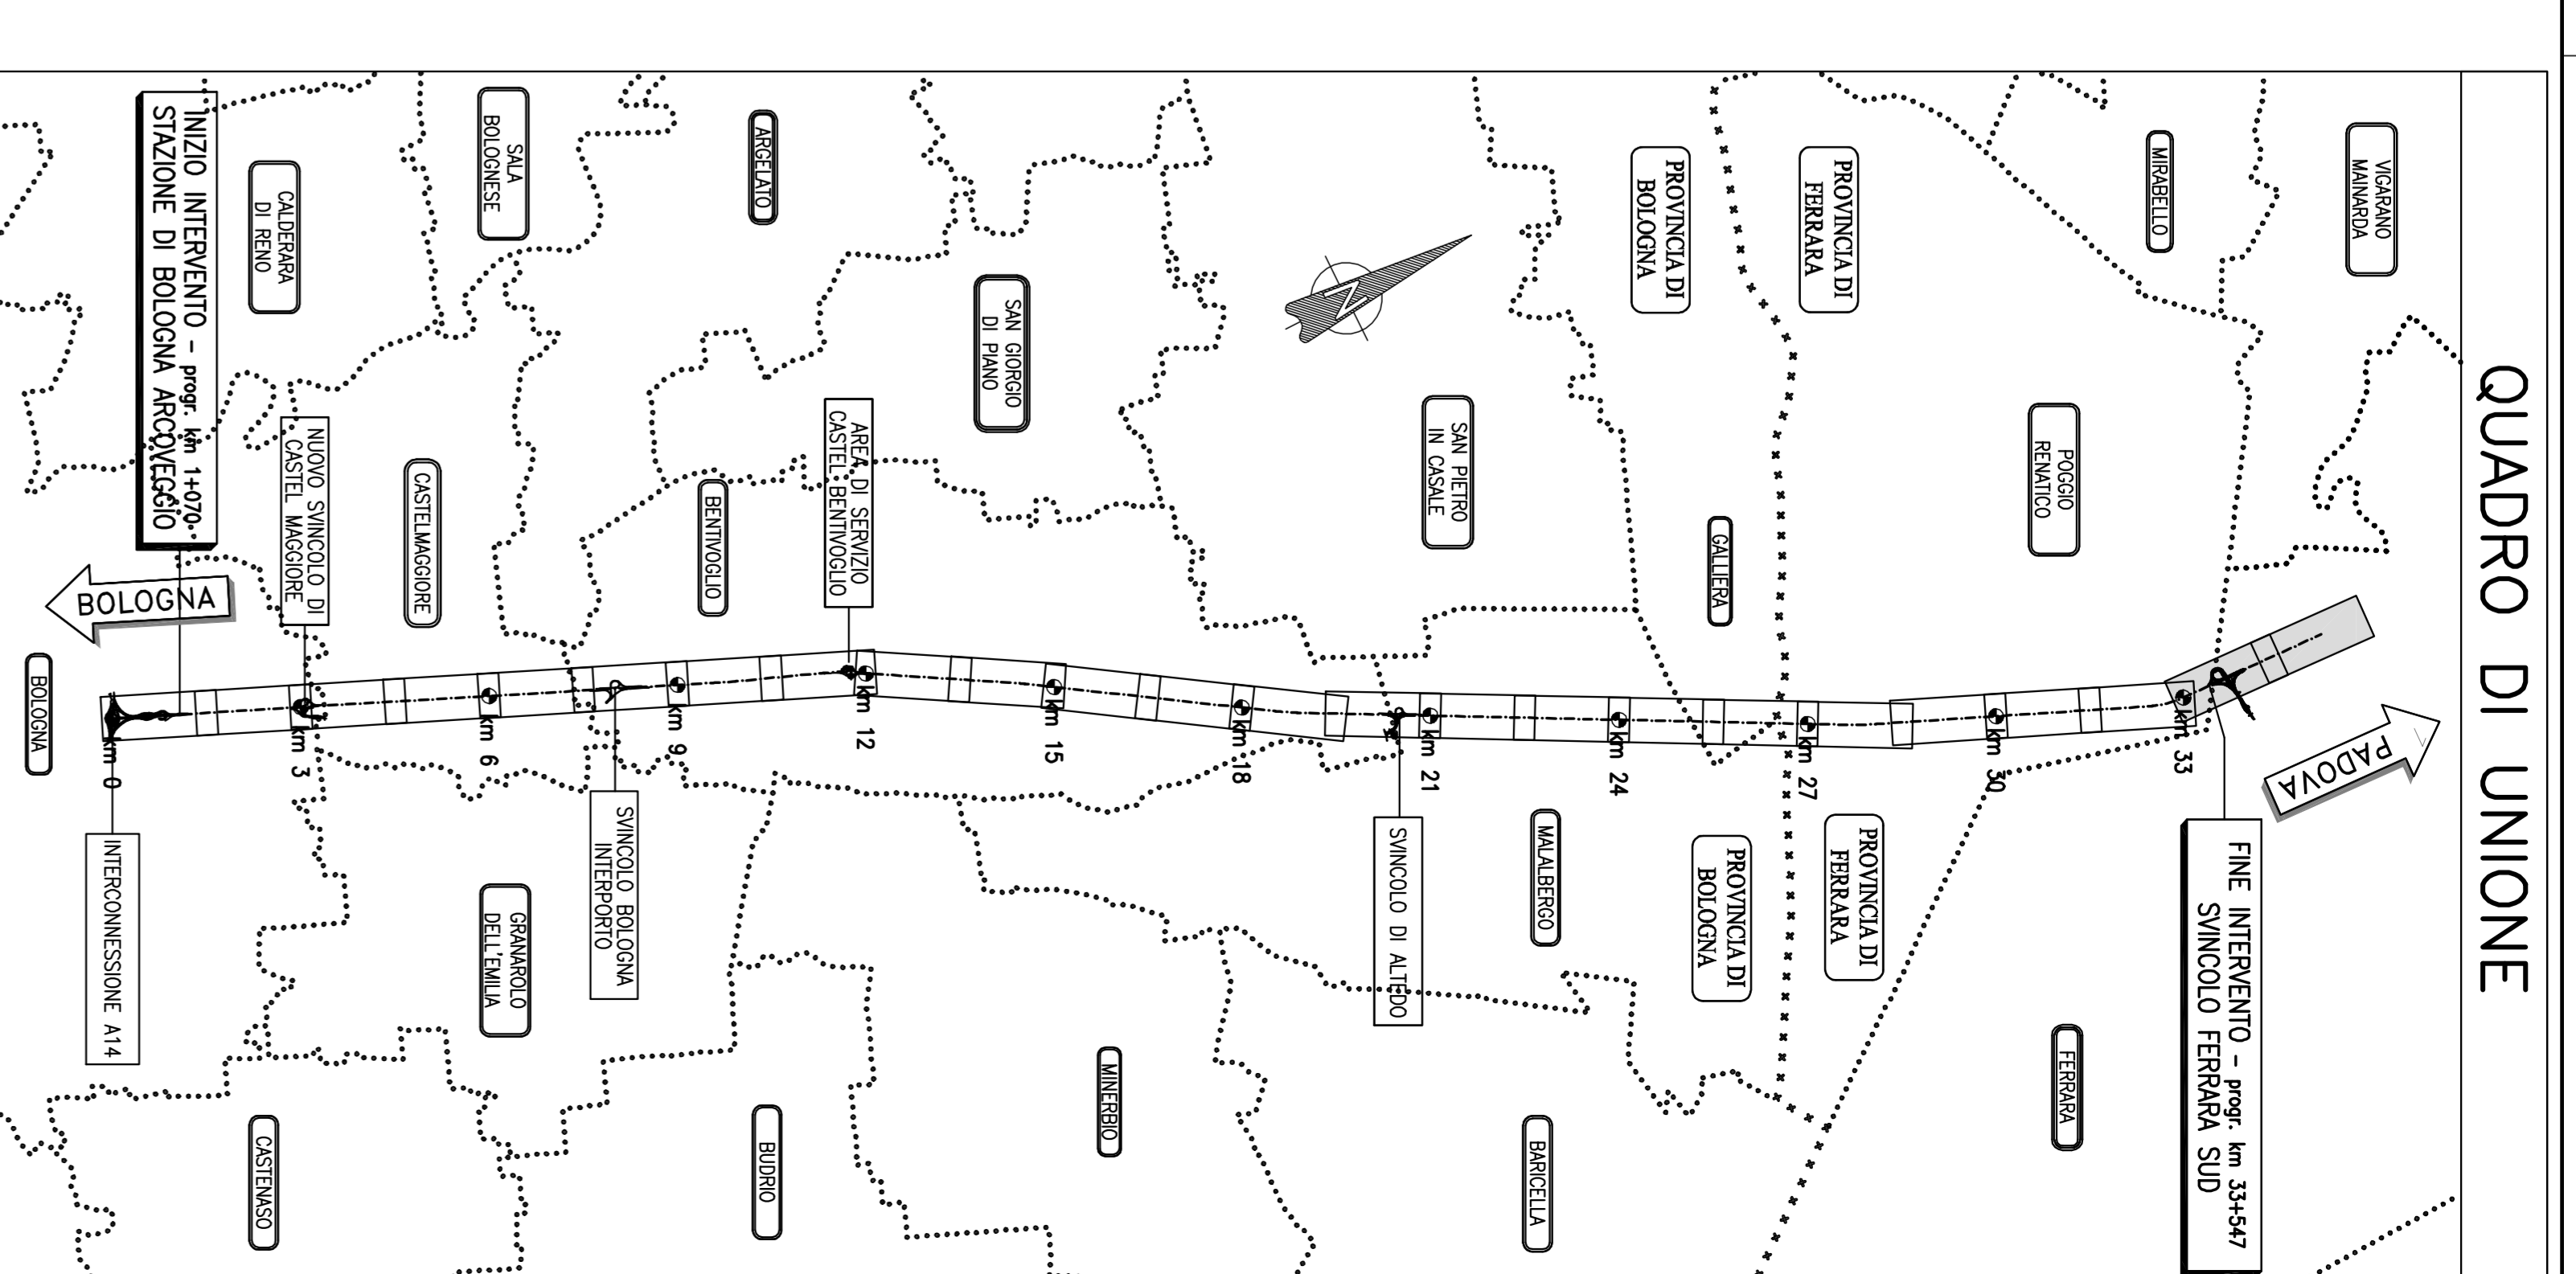 QUADRO DI UNIONE
VIGARANO
MAINARDA
MIRABELLO
PROVINCIA DI
FERRARA
PROVINCIA DI
BOLOGNA
ARGELATO
SALA
BOLOGNESE
CALDERARA
DI RENO
INIZIO INTERVENTO - progr. km 1+070
STAZIONE DI BOLOGNA ARCOVEGGIO
SAN GIORGIO
DI PIANO
N
POGGIO
RENATICO
SAN PIETRO
IN CASALE
GALLIERA
AREA DI SERVIZIO
CASTEL BENTIVOGLIO
BENTIVOGLIO
CASTELMAGGIORE
NUOVO SVINCOLO DI
CASTEL MAGGIORE
BOLOGNA
BOLOGNA
km 0
km 3
km 6
km 9
km 12
km 15
km 18
km 21
km 24
km 27
km 30
km 33
PADOVA
FINE INTERVENTO - progr. km 33+547
SVINCOLO FERRARA SUD
PROVINCIA DI
FERRARA
PROVINCIA DI
BOLOGNA
MALALBERGO
SVINCOLO DI ALTEDO
SVINCOLO BOLOGNA
INTERPORTO
GRANAROLO
DELL'EMILIA
INTERCONNESSIONE A14
FERRARA
MINERBIO
BARICELLA
BUDRIO
CASTENASO